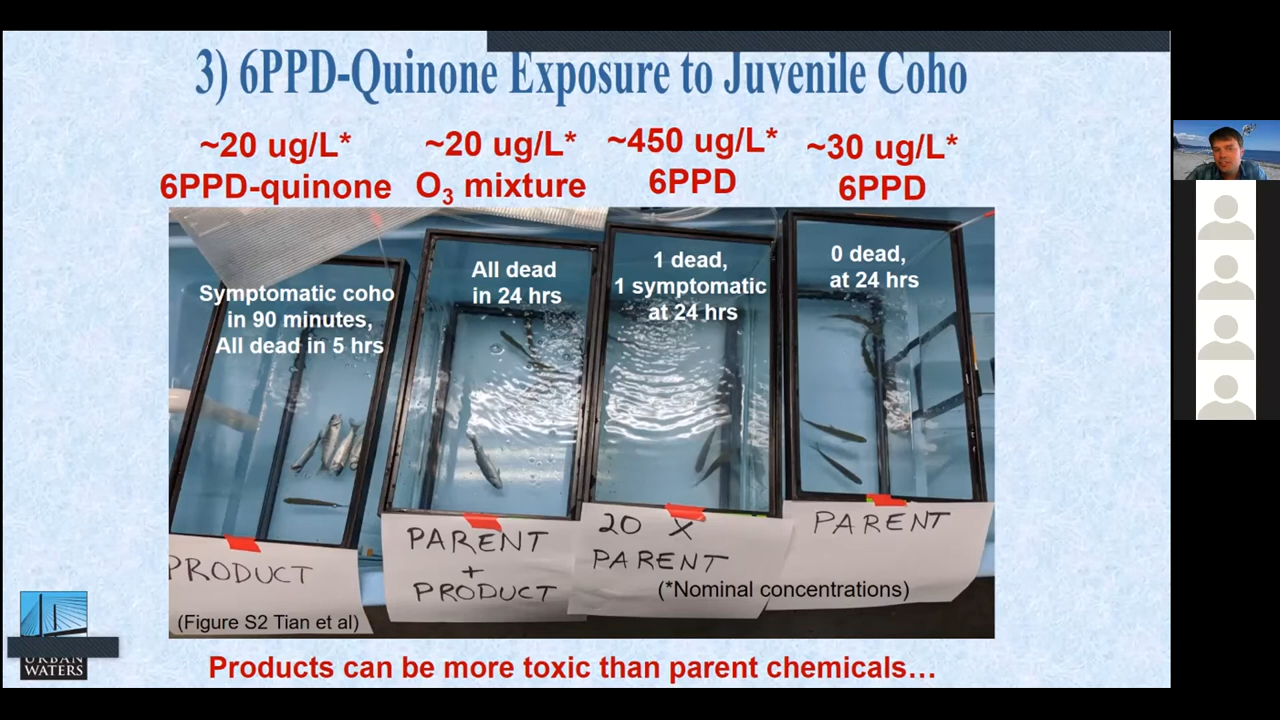 3) 6PPD-Quinone Exposure to Juvenile Coho
~20 ug/L*
6PPD-quinone
~20 ug/L*
O₃ mixture
~450 ug/L*
6PPD
~30 ug/L*
6PPD
Symptomatic coho
in 90 minutes,
All dead in 5 hrs
All dead
in 24 hrs
1 dead,
1 symptomatic
at 24 hrs
0 dead,
at 24 hrs
PRODUCT
PARENT
+
PRODUCT
20 X
PARENT
PARENT
(*Nominal concentrations)
(Figure S2 Tian et al)
URBAN
WATERS
Products can be more toxic than parent chemicals...